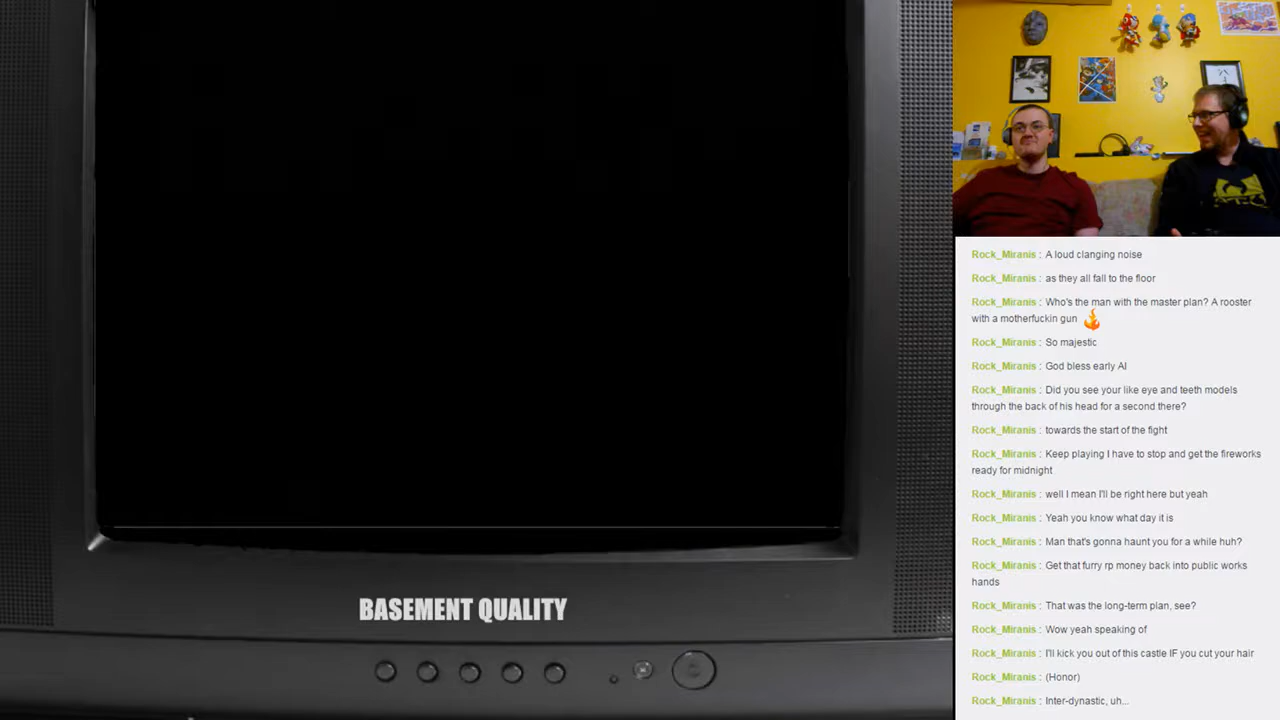 Rock_Miranis : A loud clanging noise
Rock_Miranis : as they all fall to the floor
Rock_Miranis : Who's the man with the master plan? A rooster
with a motherfuckin gun
Rock_Miranis : So majestic
Rock_Miranis : God bless early AI
Rock_Miranis : Did you see your like eye and teeth models
through the back of his head for a second there?
Rock_Miranis : towards the start of the fight
Rock_Miranis : Keep playing I have to stop and get the fireworks
ready for midnight
Rock_Miranis : well I mean I'll be right here but yeah
Rock_Miranis : Yeah you know what day it is
Rock_Miranis : Man that's gonna haunt you for a while huh?
Rock_Miranis : Get that furry rp money back into public works
hands
Rock_Miranis : That was the long-term plan, see?
Rock_Miranis : Wow yeah speaking of
Rock_Miranis : I'll kick you out of this castle IF you cut your hair
Rock_Miranis : (Honor)
Rock_Miranis : Inter-dynastic, uh...
BASEMENT QUALITY